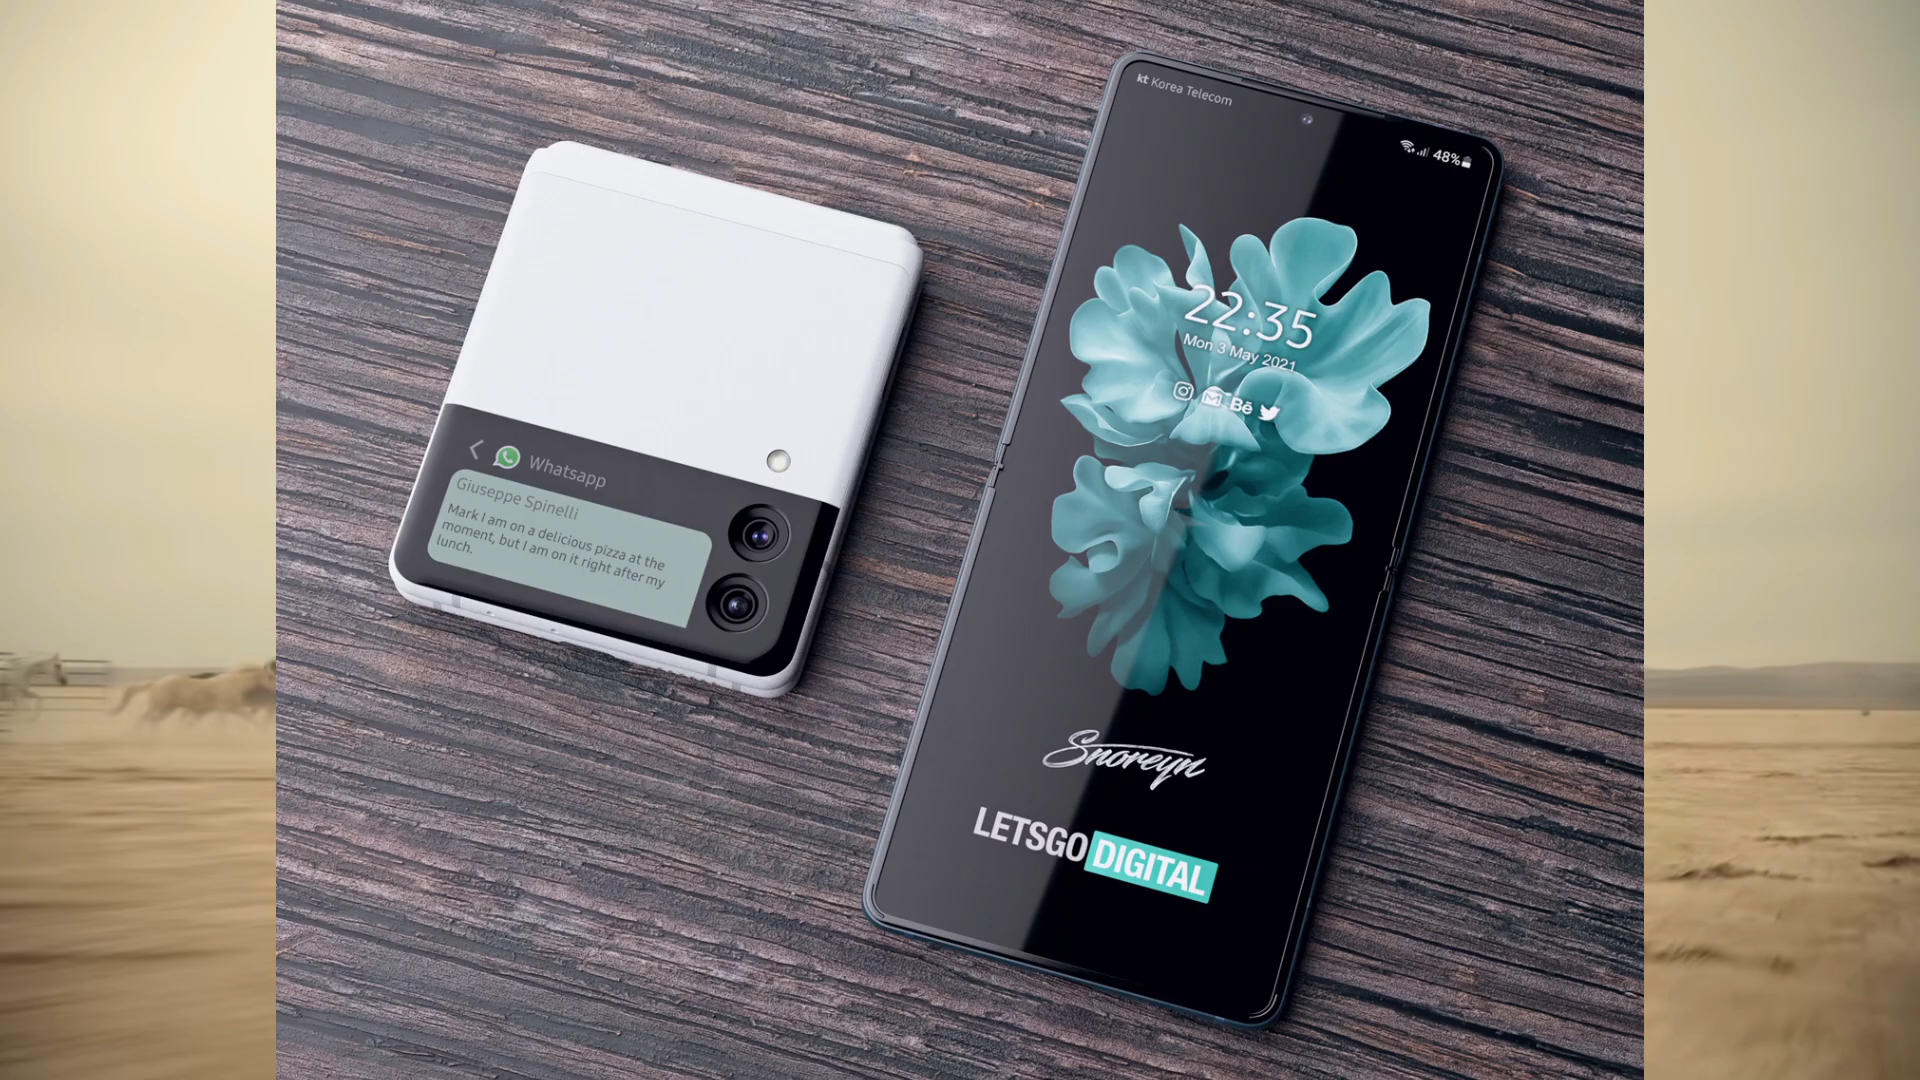 Whatsapp
Giuseppe Spinelli
Mark I am on a delicious pizza at the
moment, but I am on it right after my
lunch.
kt Korea Telecom
48%
22:35
Mon 3 May 2021
Bē
Snoreyn
LETSGO DIGITAL